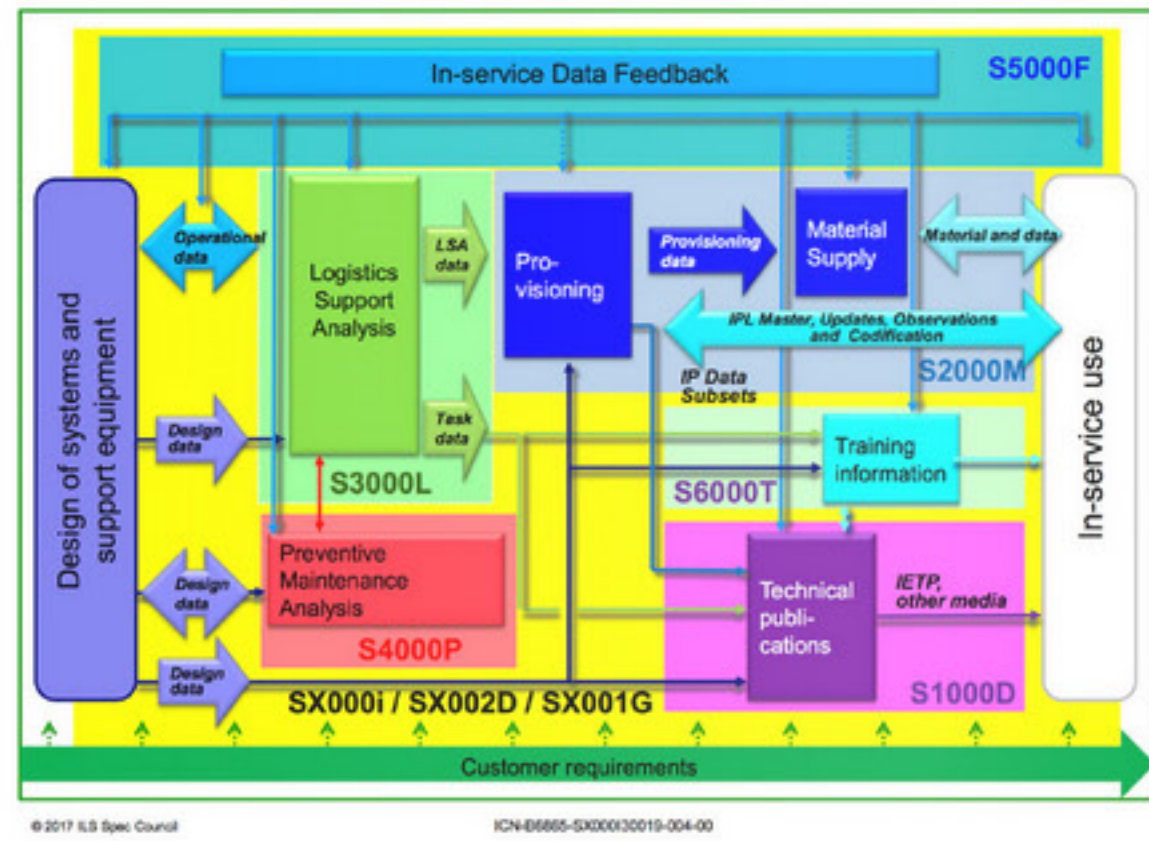 In-service Data Feedback
S5000F
Design of systems and
support equipment
Operational
data
Logistics
Support
Analysis
LSA
data
Pro-
visioning
Provisioning
data
Material
Supply
Material and data
IPL Master, Updates, Observations
and Codification
S2000M
IP Data
Subsets
In-service use
Design
data
Task
data
S3000L
Training
information
S6000T
Preventive
Maintenance
Analysis
S4000P
Design
data
Technical
publi-
cations
IETP,
other media
S1000D
Design
data
SX000i / SX002D / SX001G
Customer requirements
© 2017 ILS Spec Council
ICN-B6865-SX000I30019-004-00